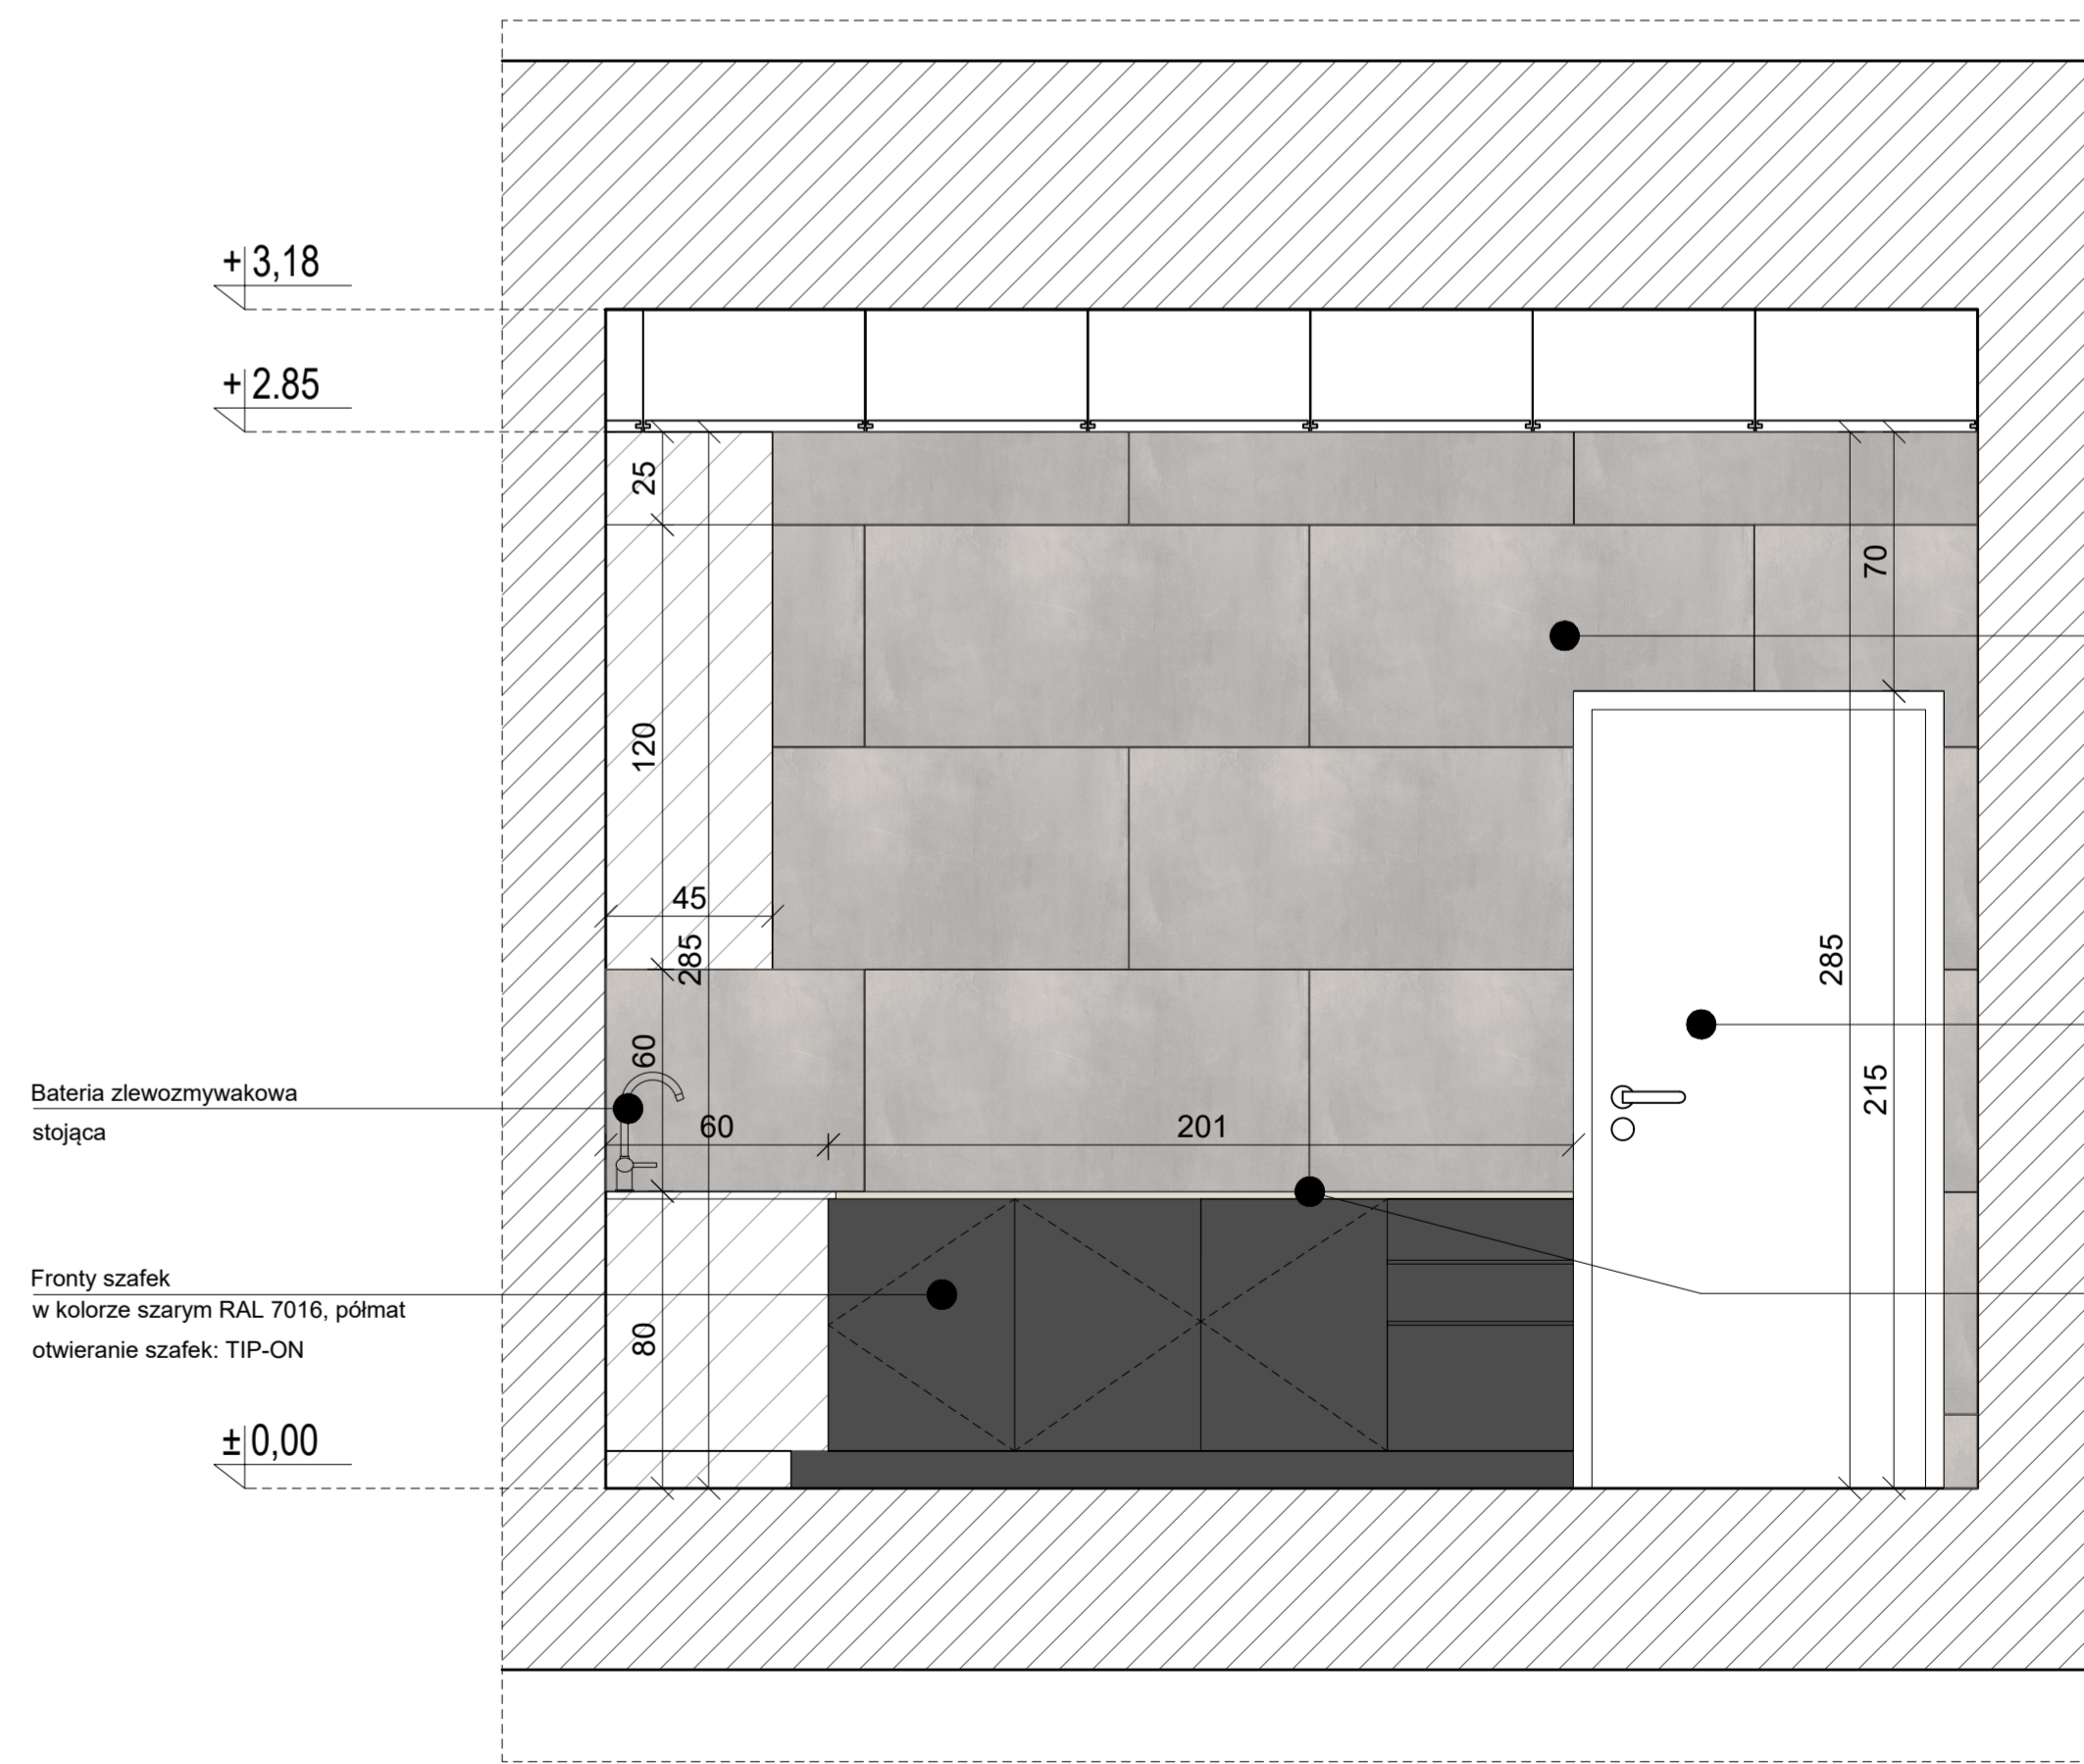 +3,18
+2.85
25
70
120
45
285
285
60
215
Bateria zlewozmywakowa
stojąca
60
201
Fronty szafek
w kolorze szarym RAL 7016, półmat
otwieranie szafek: TIP-ON
80
±0,00